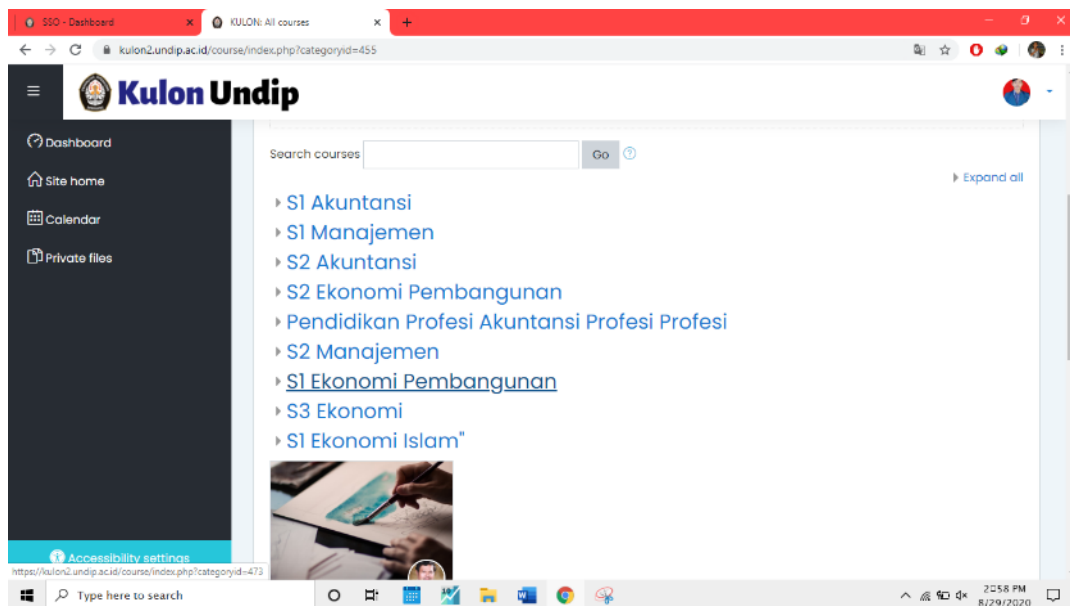 SSO - Dashboard
KULON: All courses
kulon2.undip.ac.id/course/index.php?categoryid=455
Kulon Undip
Dashboard
Site home
Calendar
Private files
Search courses Go
Expand all
S1 Akuntansi
S1 Manajemen
S2 Akuntansi
S2 Ekonomi Pembangunan
Pendidikan Profesi Akuntansi Profesi Profesi
S2 Manajemen
S1 Ekonomi Pembangunan
S3 Ekonomi
S1 Ekonomi Islam"
Accessibility settings
https://kulon2.undip.ac.id/course/index.php?categoryid=473
Type here to search
58 PM
8/29/2020